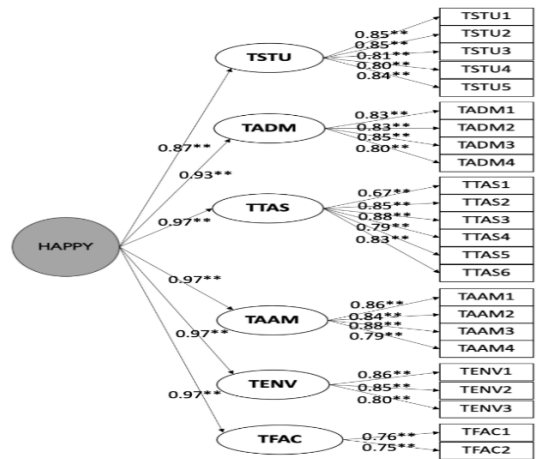 0.85** TSTU1
0.85** TSTU2
TSTU 0.81** TSTU3
0.80** TSTU4
0.84** TSTU5
0.87**
0.83** TADM1
TADM 0.83** TADM2
0.85** TADM3
0.80** TADM4
0.93**
0.67** TTAS1
0.85** TTAS2
0.97** TTAS 0.88** TTAS3
0.79** TTAS4
0.83** TTAS5
TTAS6
HAPPY
0.97**
0.86** TAAM1
TAAM 0.84** TAAM2
0.88** TAAM3
0.79** TAAM4
0.97**
0.86** TENV1
TENV 0.85** TENV2
0.80** TENV3
0.97**
TFAC 0.76** TFAC1
0.75** TFAC2